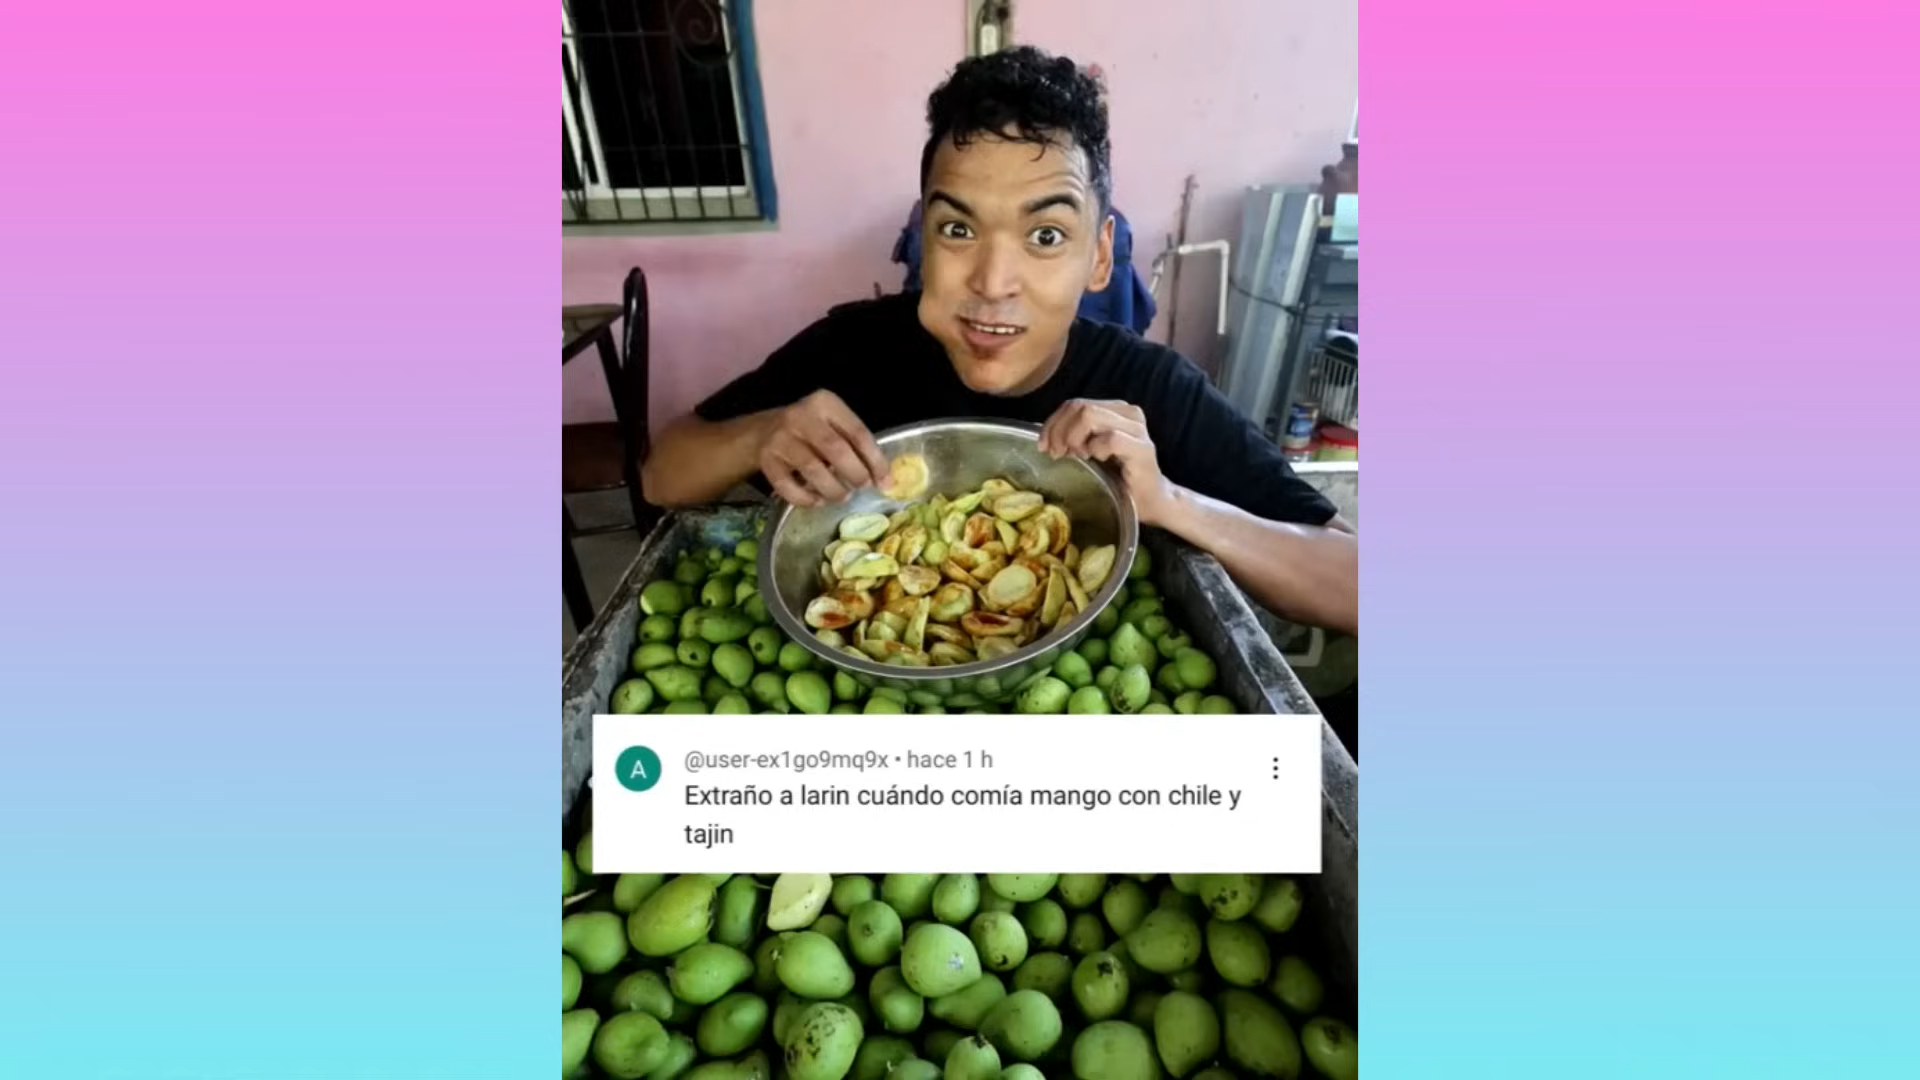 A
@user-ex1go9mq9x • hace 1 h
Extraño a larin cuándo comía mango con chile y
tajin